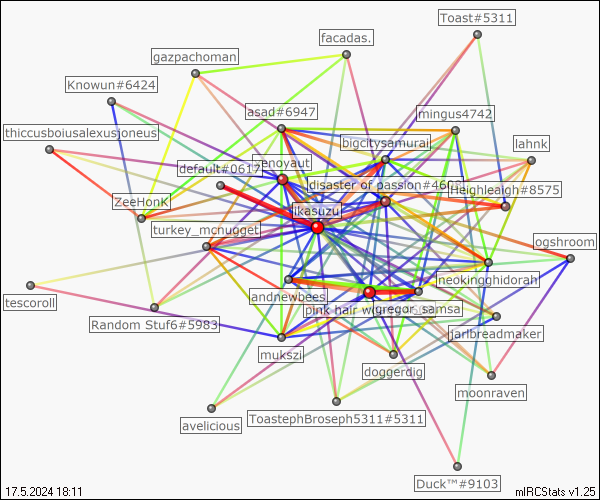 Toast#5311
facadas.
gazpachoman
Knowun#6424
asad#6947
mingus4742
thiccusboiusalexusjoneus
bigcitysamurai
lahnk
default#0617
renoyaut
disaster of passion#4606
Heighleaigh#8575
ZeeHonK
ikasuzu
turkey_mcnugget
ogshroom
neokingghidorah
tescoroll
andnewbees
pink hair w
gregor_samsa
Random Stuf6#5983
jarlbreadmaker
mukszi
doggerdig
moonraven
avelicious
ToastephBroseph5311#5311
Duck™#9103
17.5.2024 18:11
mIRCStats v1.25